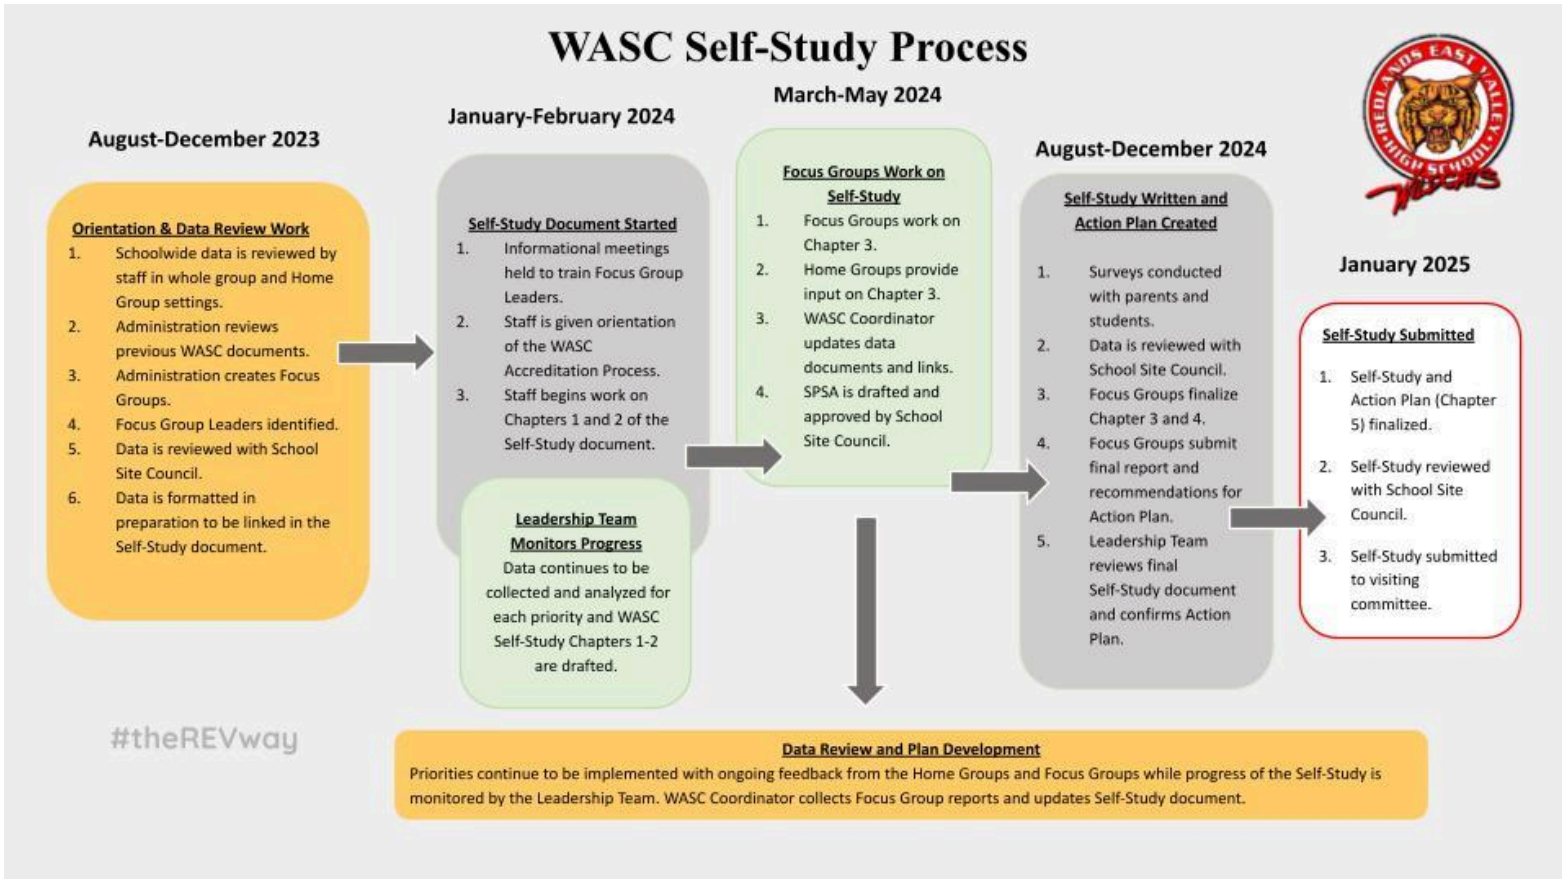 WASC Self-Study Process
August-December 2023
Orientation & Data Review Work
1. Schoolwide data is reviewed by
staff in whole group and Home
Group settings.
2. Administration reviews
previous WASC documents.
3. Administration creates Focus
Groups.
4. Focus Group Leaders identified.
5. Data is reviewed with School
Site Council.
6. Data is formatted in
preparation to be linked in the
Self-Study document.
January-February 2024
Self-Study Document Started
1. Informational meetings
held to train Focus Group
Leaders.
2. Staff is given orientation
of the WASC
Accreditation Process.
3. Staff begins work on
Chapters 1 and 2 of the
Self-Study document.
Leadership Team
Monitors Progress
Data continues to be
collected and analyzed for
each priority and WASC
Self-Study Chapters 1-2
are drafted.
March-May 2024
Focus Groups Work on
Self-Study
1. Focus Groups work on
Chapter 3.
2. Home Groups provide
input on Chapter 3.
3. WASC Coordinator
updates data
documents and links.
4. SPSA is drafted and
approved by School
Site Council.
August-December 2024
Self-Study Written and
Action Plan Created
1. Surveys conducted
with parents and
students.
2. Data is reviewed with
School Site Council.
3. Focus Groups finalize
Chapter 3 and 4.
4. Focus Groups submit
final report and
recommendations for
Action Plan.
5. Leadership Team
reviews final
Self-Study document
and confirms Action
Plan.
REDLANDS EAST VALLEY
HIGH SCHOOL
WILDCATS
January 2025
Self-Study Submitted
1. Self-Study and
Action Plan (Chapter
5) finalized.
2. Self-Study reviewed
with School Site
Council.
3. Self-Study submitted
to visiting
committee.
#theREVway
Data Review and Plan Development
Priorities continue to be implemented with ongoing feedback from the Home Groups and Focus Groups while progress of the Self-Study is
monitored by the Leadership Team. WASC Coordinator collects Focus Group reports and updates Self-Study document.